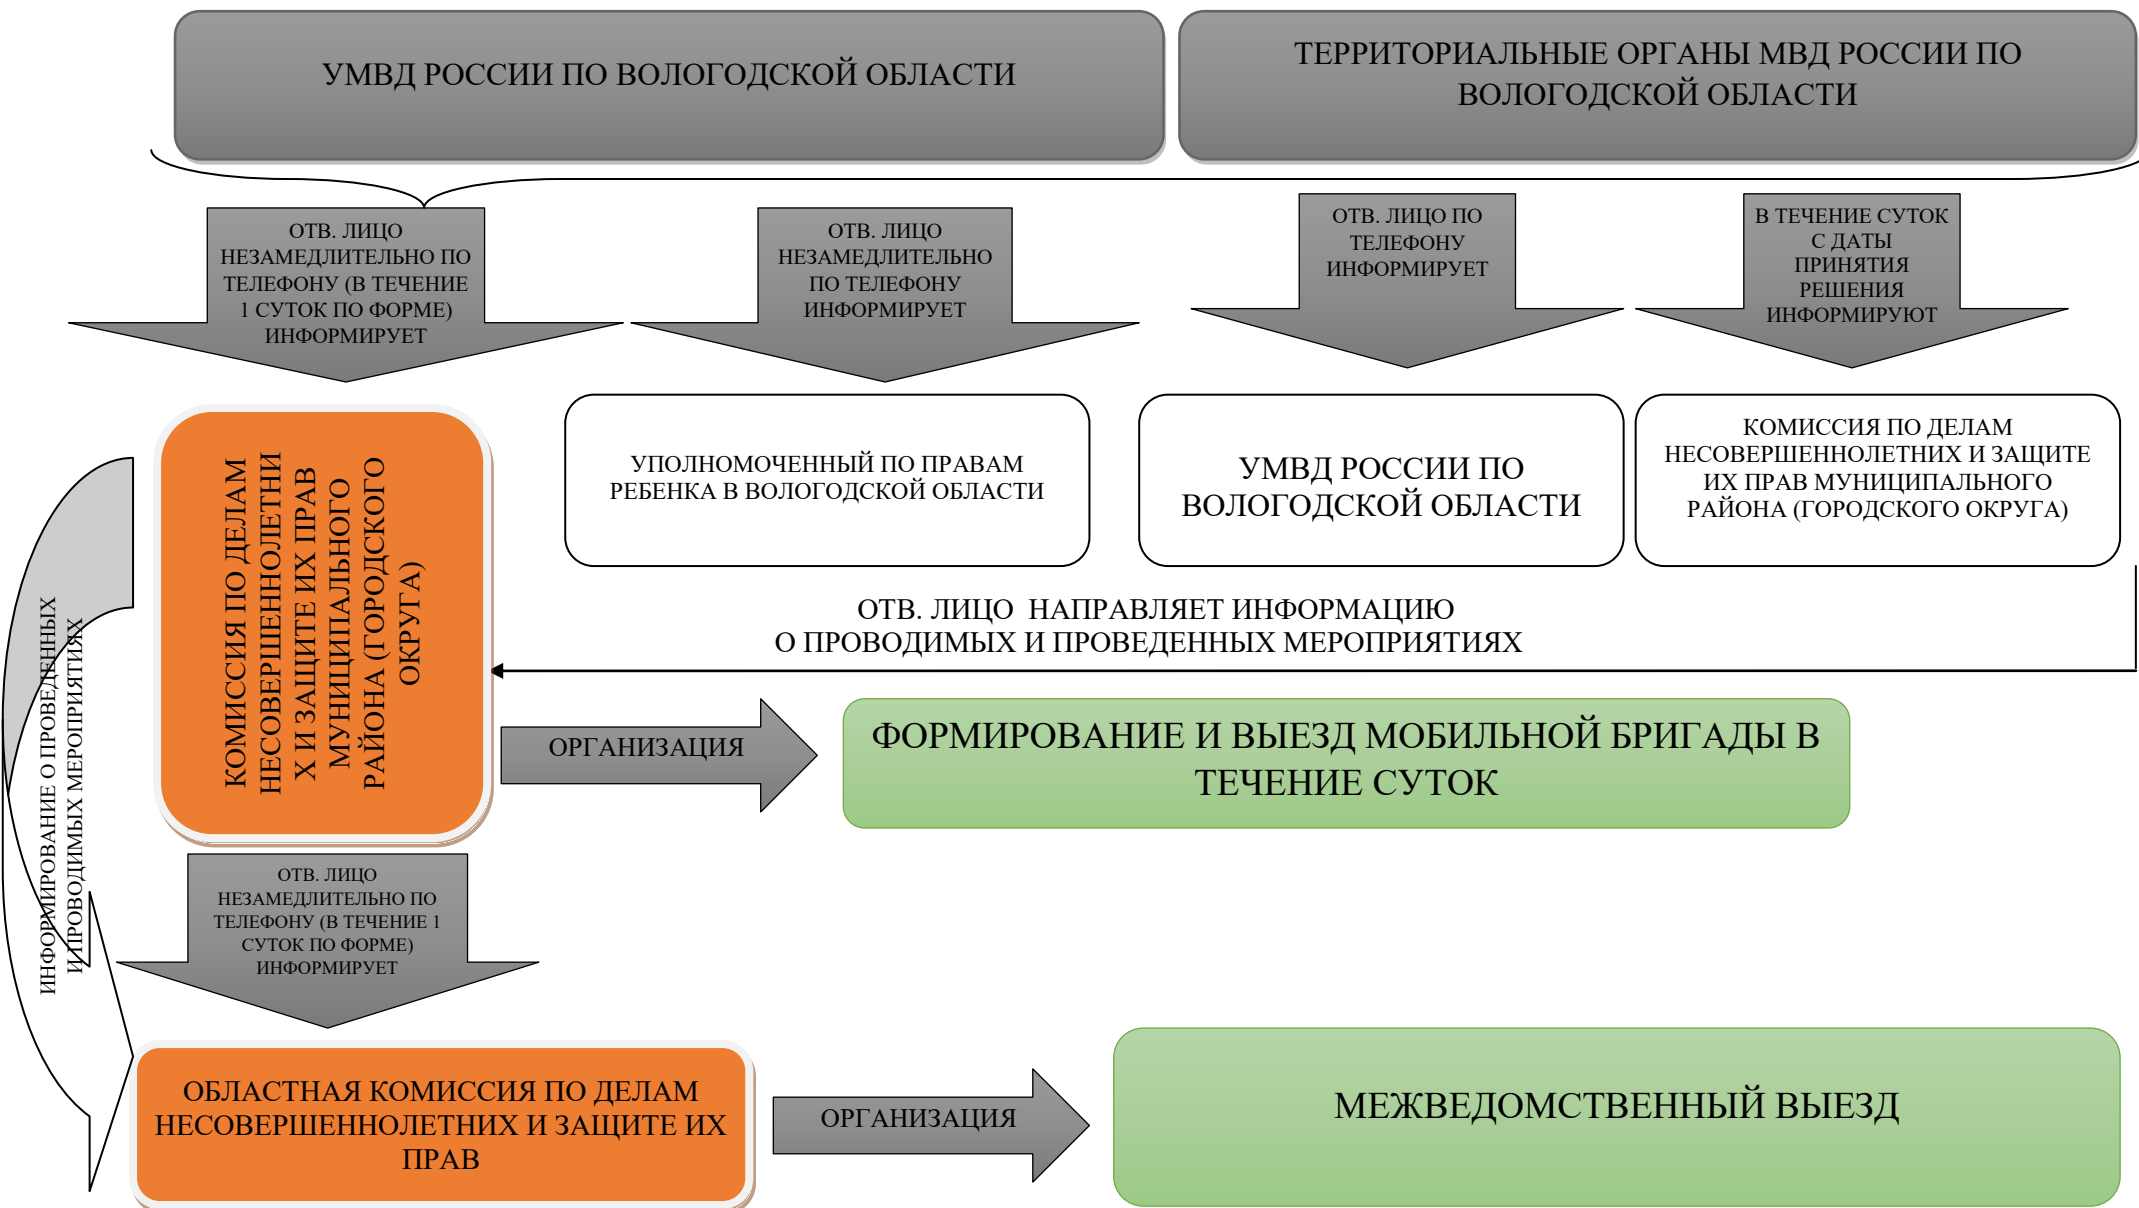 УМВД РОССИИ ПО ВОЛОГОДСКОЙ ОБЛАСТИ
ТЕРРИТОРИАЛЬНЫЕ ОРГАНЫ МВД РОССИИ ПО
ВОЛОГОДСКОЙ ОБЛАСТИ
ОТВ. ЛИЦО
НЕЗАМЕДЛИТЕЛЬНО ПО
ТЕЛЕФОНУ (В ТЕЧЕНИЕ
1 СУТОК ПО ФОРМЕ)
ИНФОРМИРУЕТ
ОТВ. ЛИЦО
НЕЗАМЕДЛИТЕЛЬНО
ПО ТЕЛЕФОНУ
ИНФОРМИРУЕТ
ОТВ. ЛИЦО ПО
ТЕЛЕФОНУ
ИНФОРМИРУЕТ
В ТЕЧЕНИЕ СУТОК
С ДАТЫ
ПРИНЯТИЯ
РЕШЕНИЯ
ИНФОРМИРУЮТ
КОМИССИЯ ПО ДЕЛАМ
НЕСОВЕРШЕННОЛЕТНИ
Х И ЗАЩИТЕ ИХ ПРАВ
МУНИЦИПАЛЬНОГО
РАЙОНА (ГОРОДСКОГО
ОКРУГА)
УПОЛНОМОЧЕННЫЙ ПО ПРАВАМ
РЕБЕНКА В ВОЛОГОДСКОЙ ОБЛАСТИ
УМВД РОССИИ ПО
ВОЛОГОДСКОЙ ОБЛАСТИ
КОМИССИЯ ПО ДЕЛАМ
НЕСОВЕРШЕННОЛЕТНИХ И ЗАЩИТЕ
ИХ ПРАВ МУНИЦИПАЛЬНОГО
РАЙОНА (ГОРОДСКОГО ОКРУГА)
ОТВ. ЛИЦО НАПРАВЛЯЕТ ИНФОРМАЦИЮ
О ПРОВОДИМЫХ И ПРОВЕДЕННЫХ МЕРОПРИЯТИЯХ
ИНФОРМИРОВАНИЕ О ПРОВЕДЕННЫХ
И ПРОВОДИМЫХ МЕРОПРИЯТИЯХ
ОРГАНИЗАЦИЯ
ФОРМИРОВАНИЕ И ВЫЕЗД МОБИЛЬНОЙ БРИГАДЫ В
ТЕЧЕНИЕ СУТОК
ОТВ. ЛИЦО
НЕЗАМЕДЛИТЕЛЬНО ПО
ТЕЛЕФОНУ (В ТЕЧЕНИЕ 1
СУТОК ПО ФОРМЕ)
ИНФОРМИРУЕТ
ОБЛАСТНАЯ КОМИССИЯ ПО ДЕЛАМ
НЕСОВЕРШЕННОЛЕТНИХ И ЗАЩИТЕ ИХ
ПРАВ
ОРГАНИЗАЦИЯ
МЕЖВЕДОМСТВЕННЫЙ ВЫЕЗД